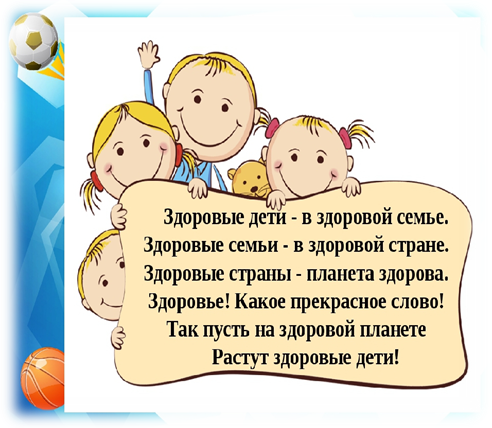 Здоровые дети - в здоровой семье.
Здоровые семьи - в здоровой стране.
Здоровые страны - планета здорова.
Здоровье! Какое прекрасное слово!
Так пусть на здоровой планете
Растут здоровые дети!